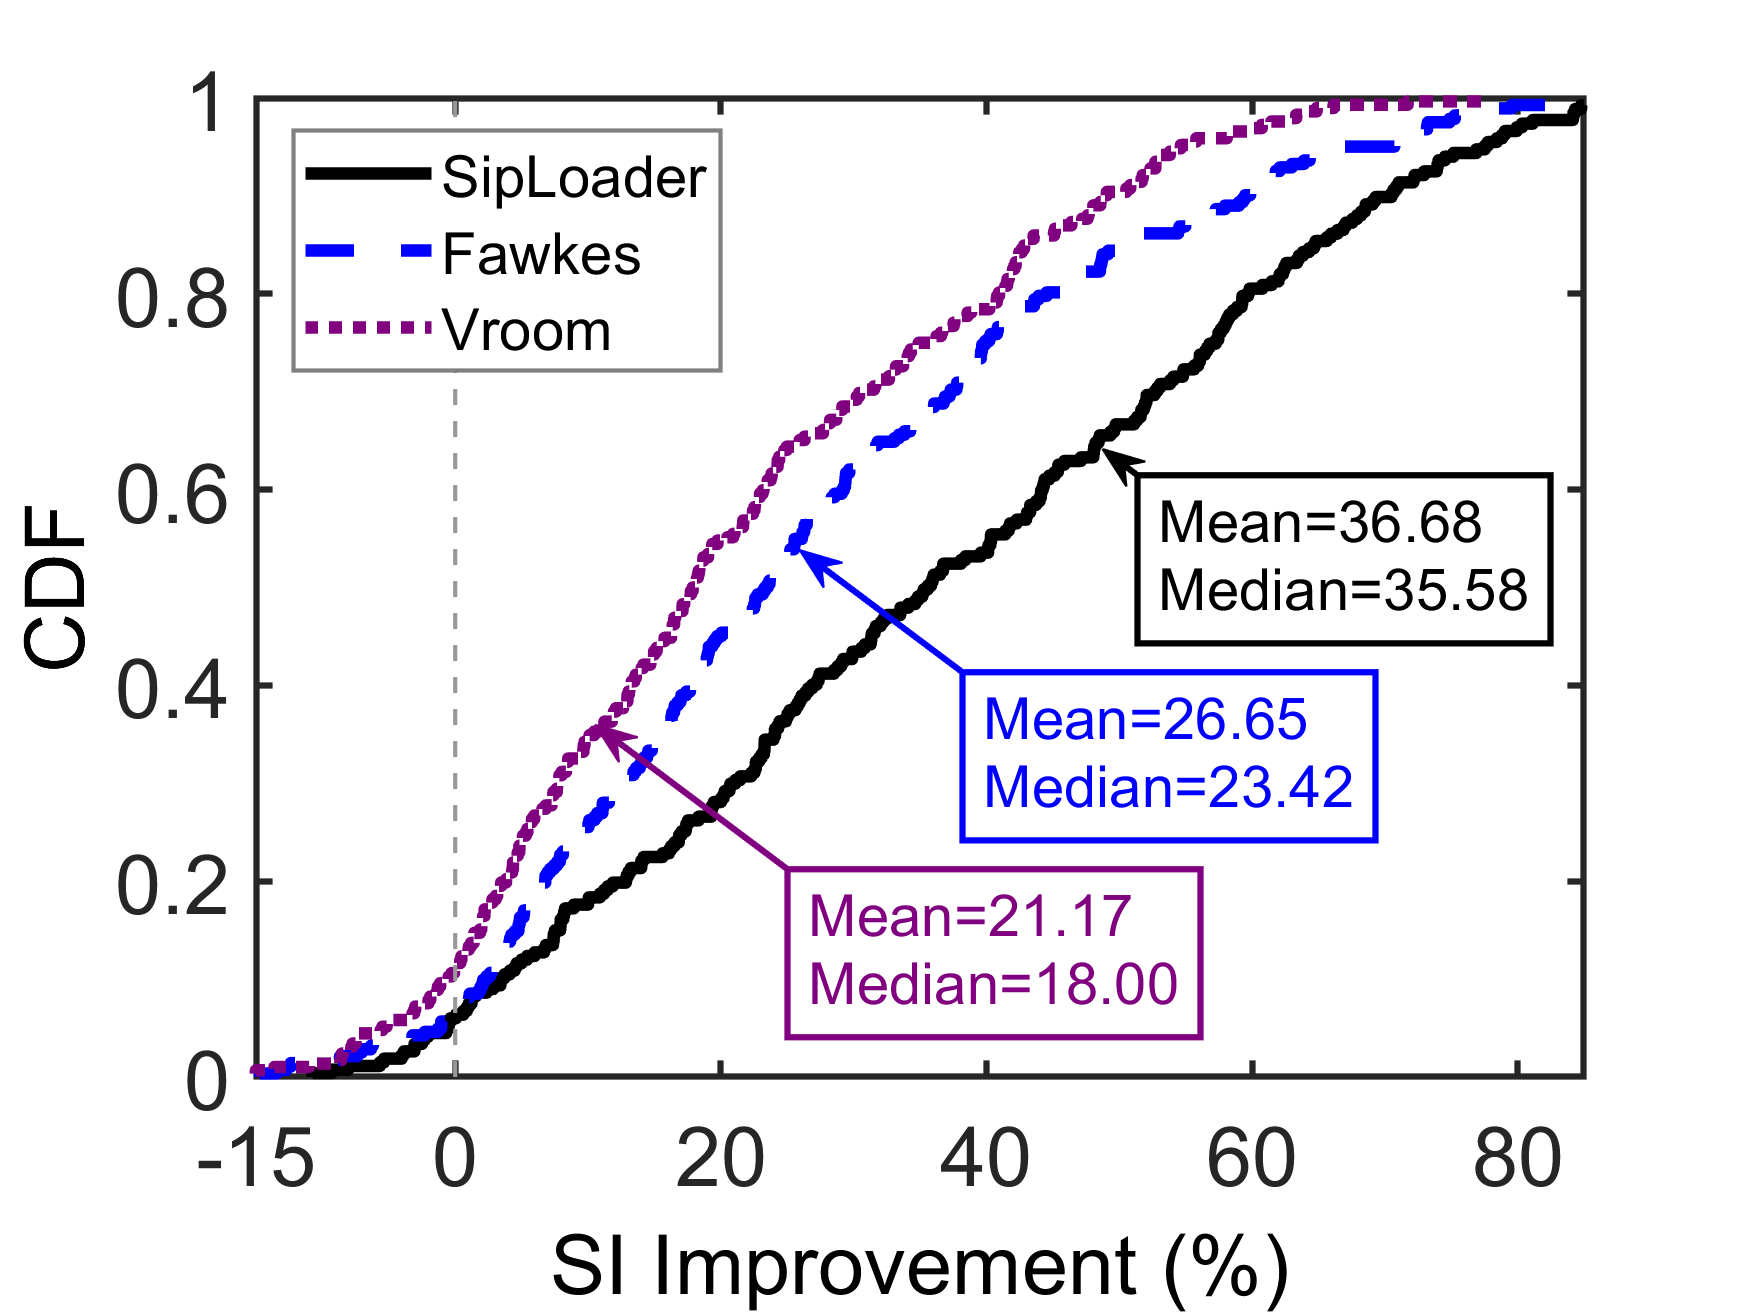 SipLoader
Fawkes
Vroom
CDF
1
0.8
0.6
0.4
0.2
0
Mean=36.68
Median=35.58
Mean=26.65
Median=23.42
Mean=21.17
Median=18.00
-15 0 20 40 60 80
SI Improvement (%)